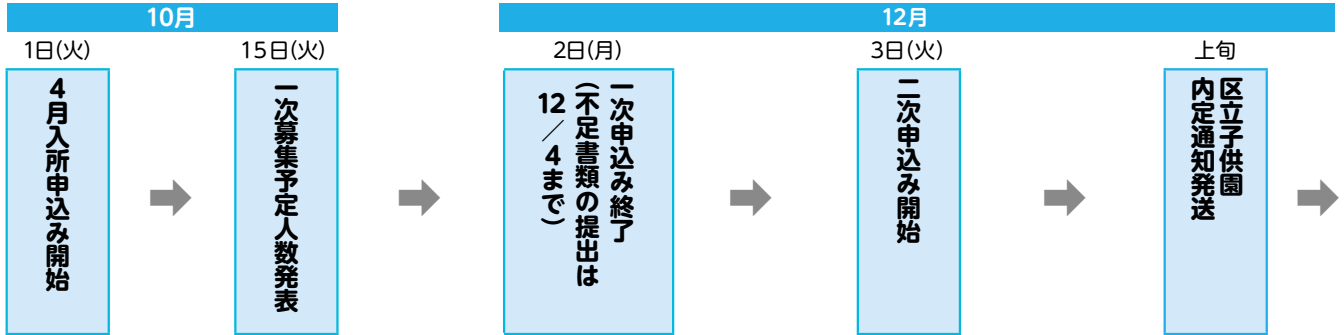 10月
1日(火)
4月入所申込み開始
15日(火)
一次募集予定人数発表
12月
2日(月)
一次申込み終了
(不足書類の提出は
12/4まで)
3日(火)
二次申込み開始
上旬
区立子供園
内定通知発送